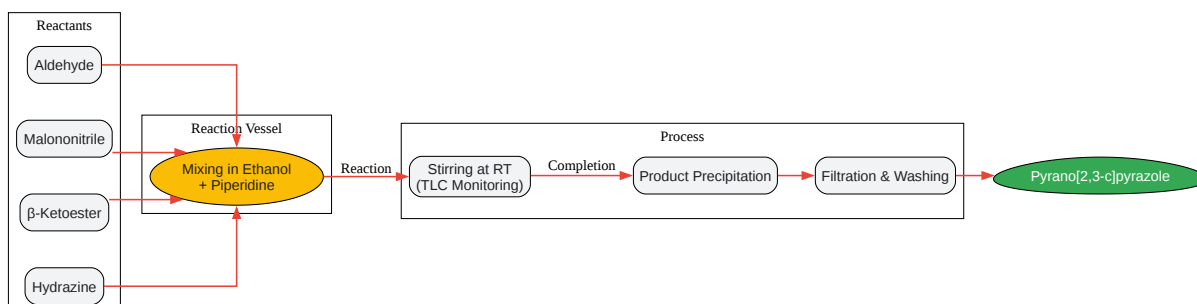 Reactants
Aldehyde
Malononitrile
β-Ketoester
Hydrazine
Reaction Vessel
Mixing in Ethanol
+ Piperidine
Reaction
Process
Stirring at RT
(TLC Monitoring)
Completion
Product Precipitation
Filtration & Washing
Pyrano[2,3-c]pyrazole